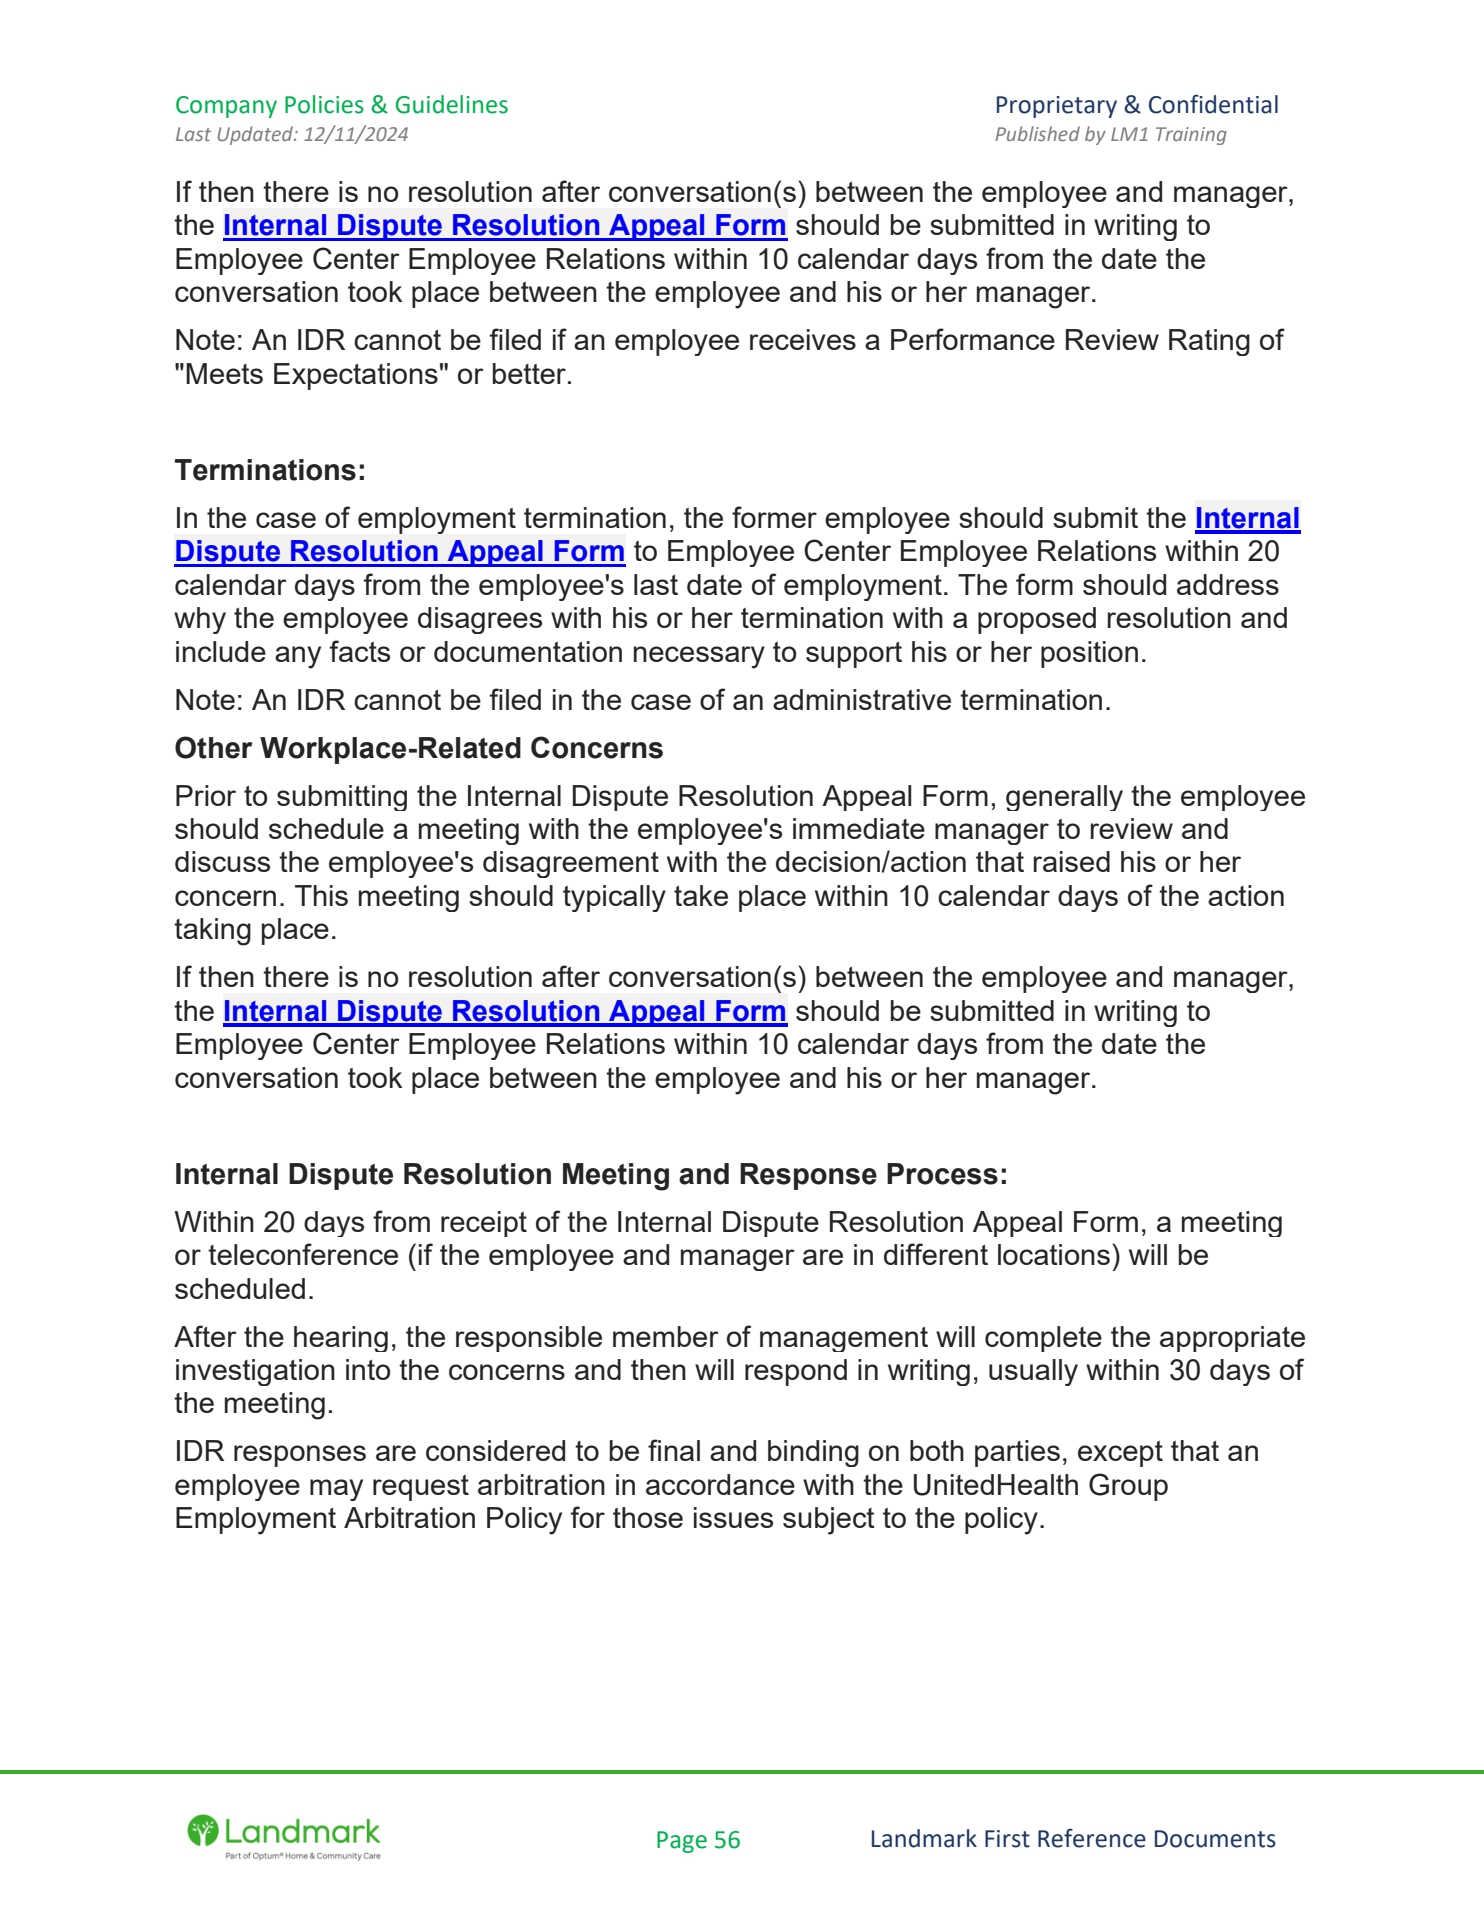 Company Policies & Guidelines
Proprietary & Confidential
Last Updated: 12/11/2024
Published by LM1 Training
If then there is no resolution after conversation(s) between the employee and manager,
the Internal Dispute Resolution Appeal Form should be submitted in writing to
Employee Center Employee Relations within 10 calendar days from the date the
conversation took place between the employee and his or her manager.
Note: An IDR cannot be filed if an employee receives a Performance Review Rating of
"Meets Expectations" or better.
Terminations:
In the case of employment termination, the former employee should submit the Internal
Dispute Resolution Appeal Form to Employee Center Employee Relations within 20
calendar days from the employee's last date of employment. The form should address
why the employee disagrees with his or her termination with a proposed resolution and
include any facts or documentation necessary to support his or her position.
Note: An IDR cannot be filed in the case of an administrative termination.
Other Workplace-Related Concerns
Prior to submitting the Internal Dispute Resolution Appeal Form, generally the employee
should schedule a meeting with the employee's immediate manager to review and
discuss the employee's disagreement with the decision/action that raised his or her
concern. This meeting should typically take place within 10 calendar days of the action
taking place.
If then there is no resolution after conversation(s) between the employee and manager,
the Internal Dispute Resolution Appeal Form should be submitted in writing to
Employee Center Employee Relations within 10 calendar days from the date the
conversation took place between the employee and his or her manager.
Internal Dispute Resolution Meeting and Response Process:
Within 20 days from receipt of the Internal Dispute Resolution Appeal Form, a meeting
or teleconference (if the employee and manager are in different locations) will be
scheduled.
After the hearing, the responsible member of management will complete the appropriate
investigation into the concerns and then will respond in writing, usually within 30 days of
the meeting.
IDR responses are considered to be final and binding on both parties, except that an
employee may request arbitration in accordance with the UnitedHealth Group
Employment Arbitration Policy for those issues subject to the policy.
Landmark
Part of Optum® Home & Community Care
Page 56
Landmark First Reference Documents